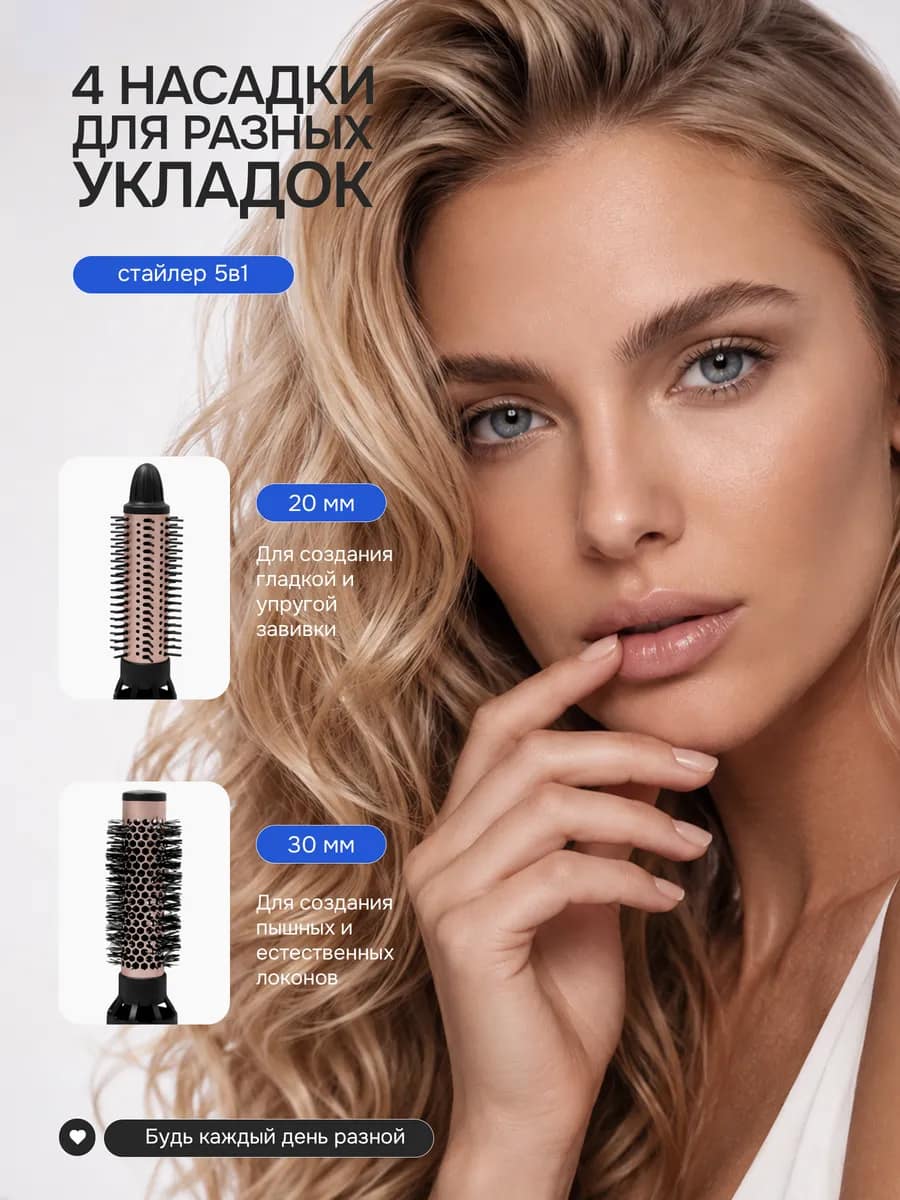 4 НАСАДКИ
ДЛЯ РАЗНЫХ
УКЛАДОК
стайлер 5в1
20 мм
Для создания
гладкой и
упругой
завивки
30 мм
Для создания
пышных и
естественных
локонов
Будь каждый день разной